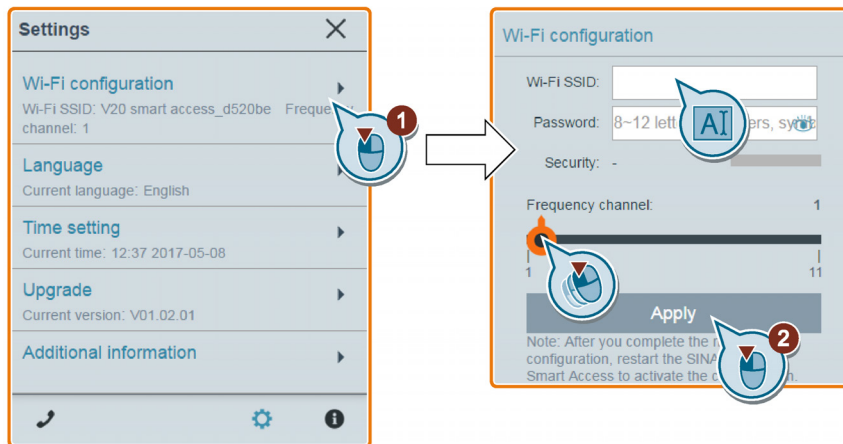 Settings
Wi-Fi configuration
Wi-Fi SSID: V20 smart access_d520be
channel: 1
1
Language
Current language: English
Time setting
Current time: 12:37 2017-05-08
Upgrade
Current version: V01.02.01
Additional information
Wi-Fi configuration
Wi-Fi SSID:
Password: 8~12
AI
Security: -
Frequency channel: 1
1 11
Apply
2
Note: After you complete the
configuration, restart the
Smart Access to activate the